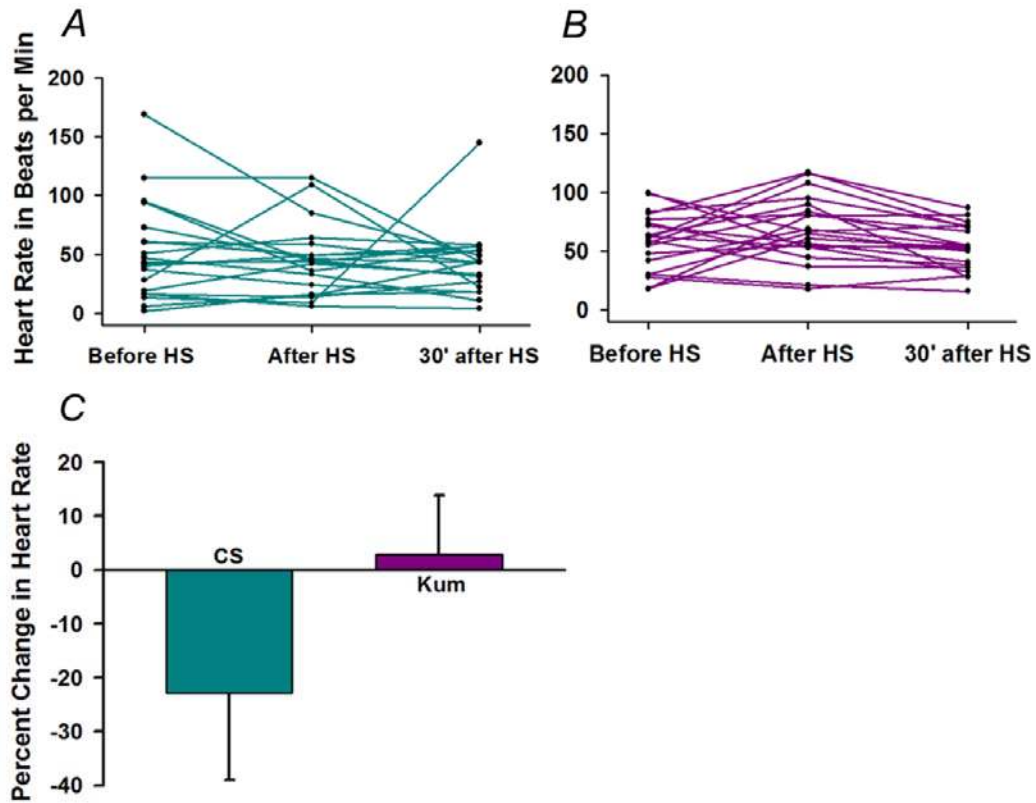 A
Heart Rate in Beats per Min
200
150
100
50
0
Before HS
After HS
30' after HS
B
200
150
100
50
0
Before HS
After HS
30' after HS
C
Percent Change in Heart Rate
20
10
0
-10
-20
-30
-40
CS
Kum